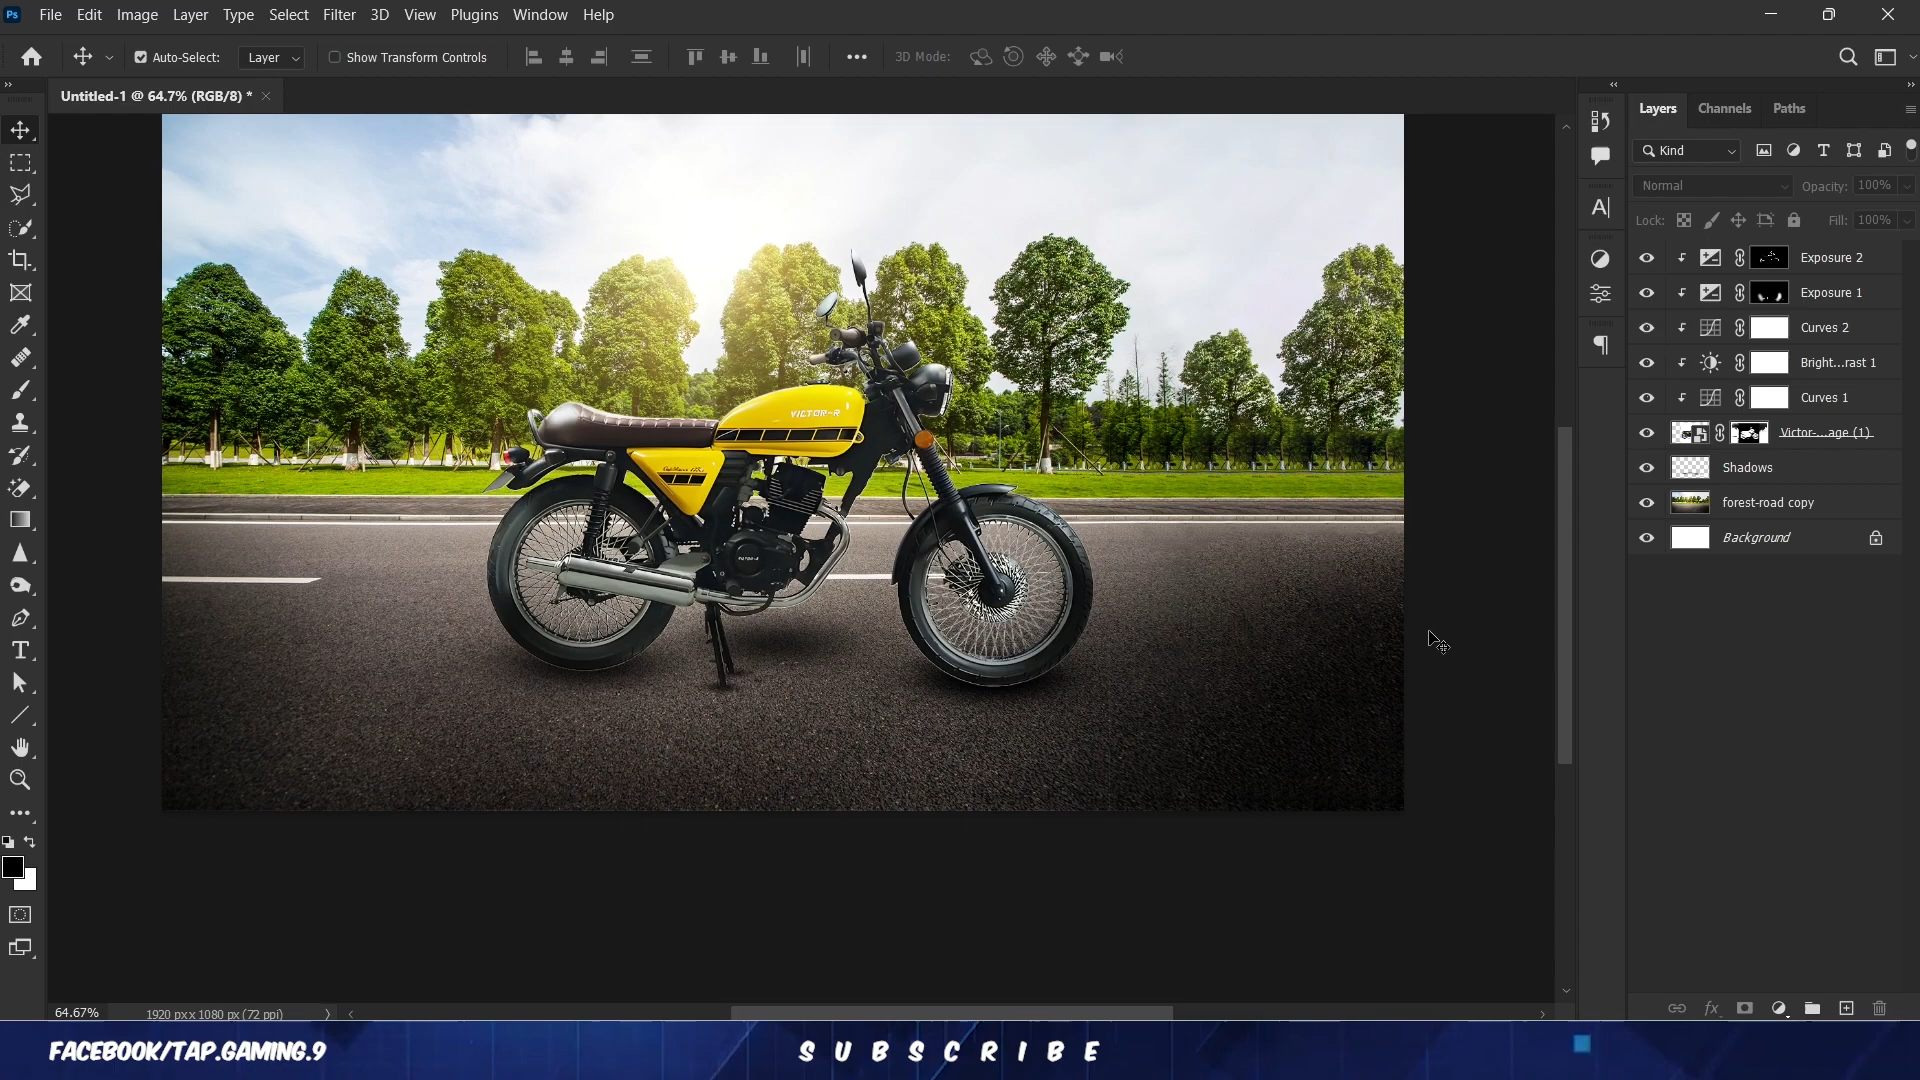 Ps File Edit Image Layer Type Select Filter 3D View Plugins Window Help
Auto-Select: Layer Show Transform Controls 3D Mode:
Untitled-1 @ 64.7% (RGB/8) *
Layers Channels Paths
Kind
Normal Opacity: 100%
Lock: Fill: 100%
Exposure 2
Exposure 1
Curves 2
Bright...rast 1
Curves 1
Victor-...age (1)
Shadows
forest-road copy
Background
VICTOR-R
64.67% 1920 px x 1080 px (72 ppi)
FACEBOOK/TAP.GAMING.9 SUBSCRIBE